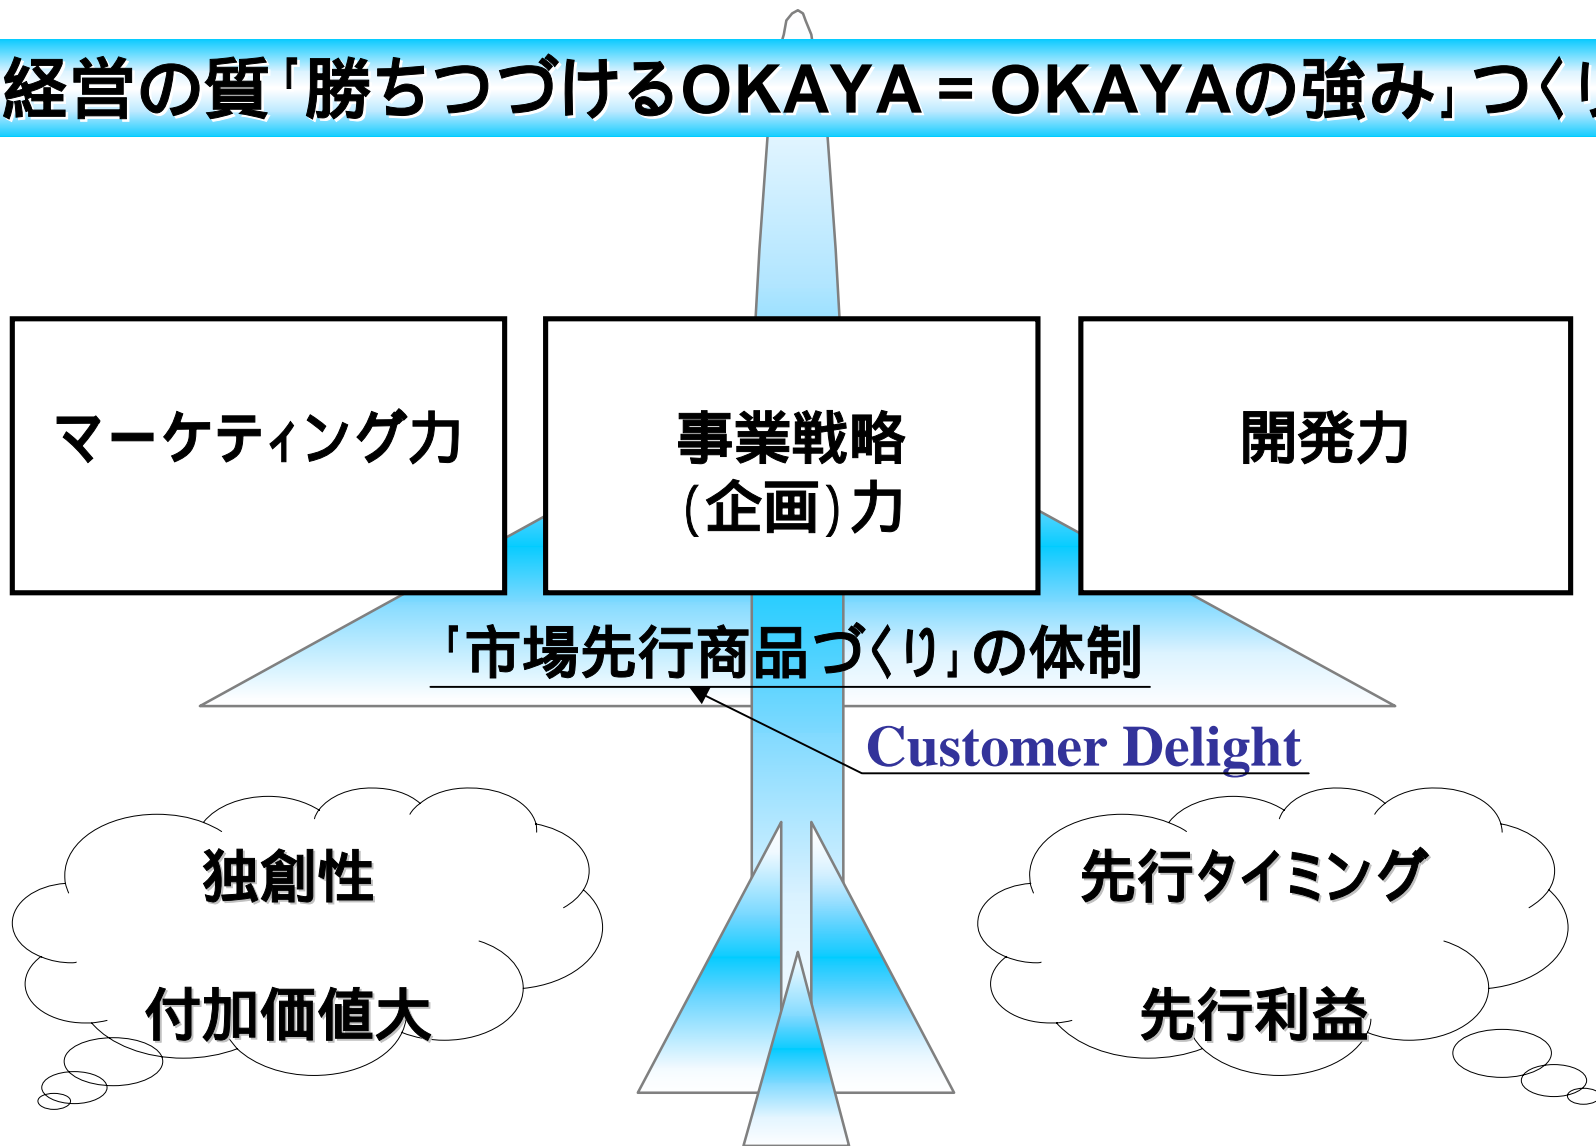 経営の質「勝ちつづけるOKAYA=OKAYAの強み」つくり
マーケティング力
事業戦略
(企画)力
開発力
「市場先行商品づくり」の体制
Customer Delight
独創性
付加価値大
先行タイミング
先行利益